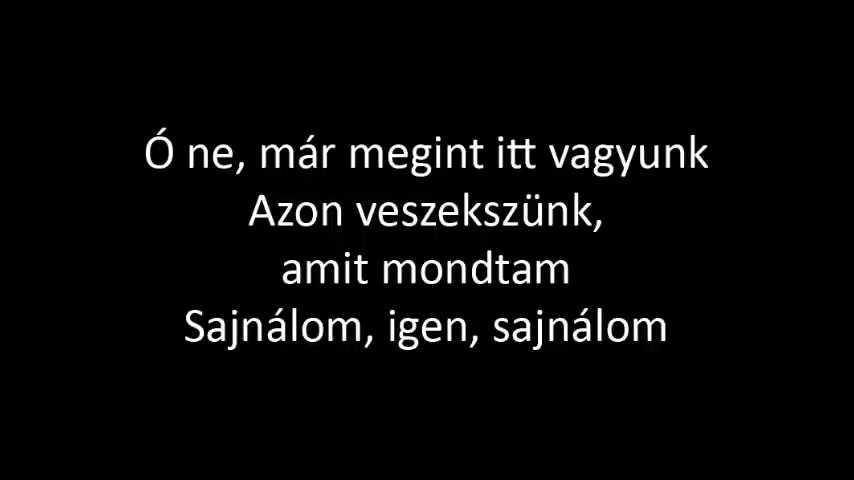 Ó ne, már megint itt vagyunk
Azon veszekszünk,
amit mondtam
Sajnálom, igen, sajnálom